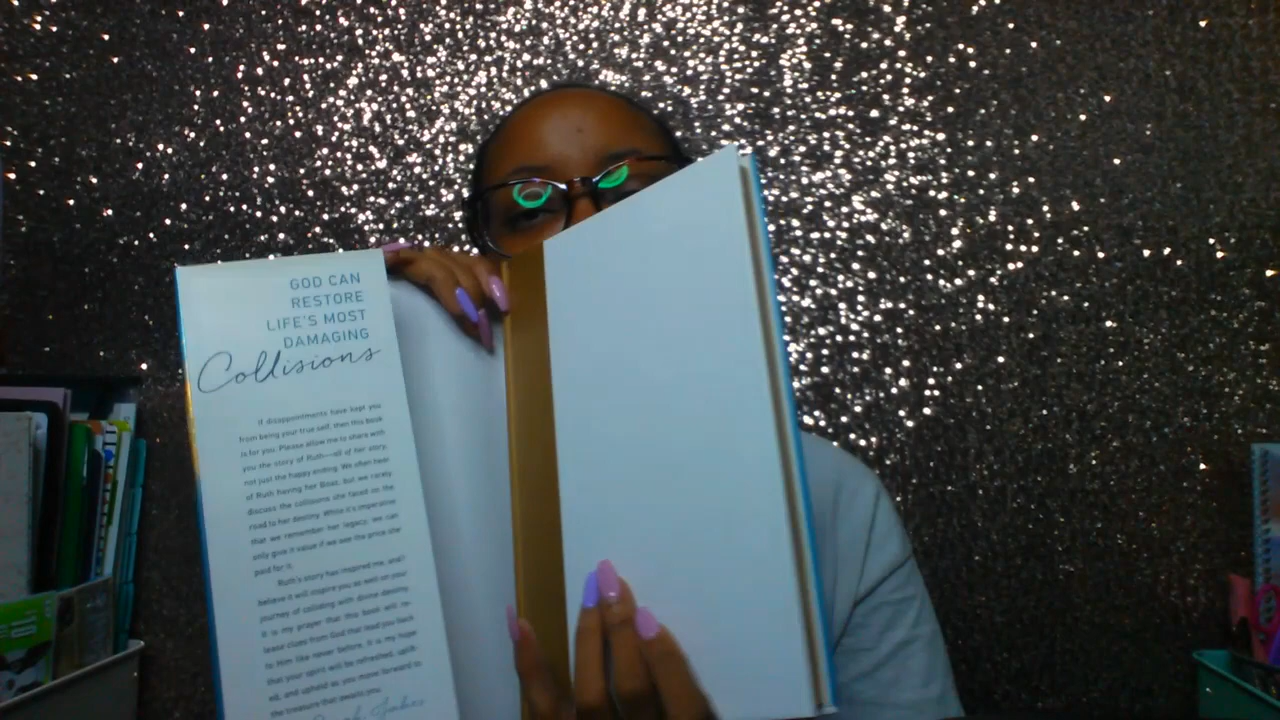 GOD CAN
RESTORE
LIFE'S MOST
DAMAGING
Collisions
If disappointments have kept you
from being your true self, then this book
is for you. Please allow me to share with
you the story of Ruth—all of her story,
not just the happy ending. We often hear
of Ruth having her Boaz, but we rarely
discuss the collisions she faced on the
road to her destiny. While it's imperative
that we remember her legacy, we can
only give it value if we see the price she
paid for it.
Ruth's story has inspired me, and I
believe it will inspire you as well on your
journey of colliding with divine destiny.
It is my prayer that this book will re-
lease clues from God that lead you back
to Him like never before. It is my hope
that your spirit will be refreshed, uplift-
ed, and upheld as you move forward to
the treasure that awaits you.
Jakes